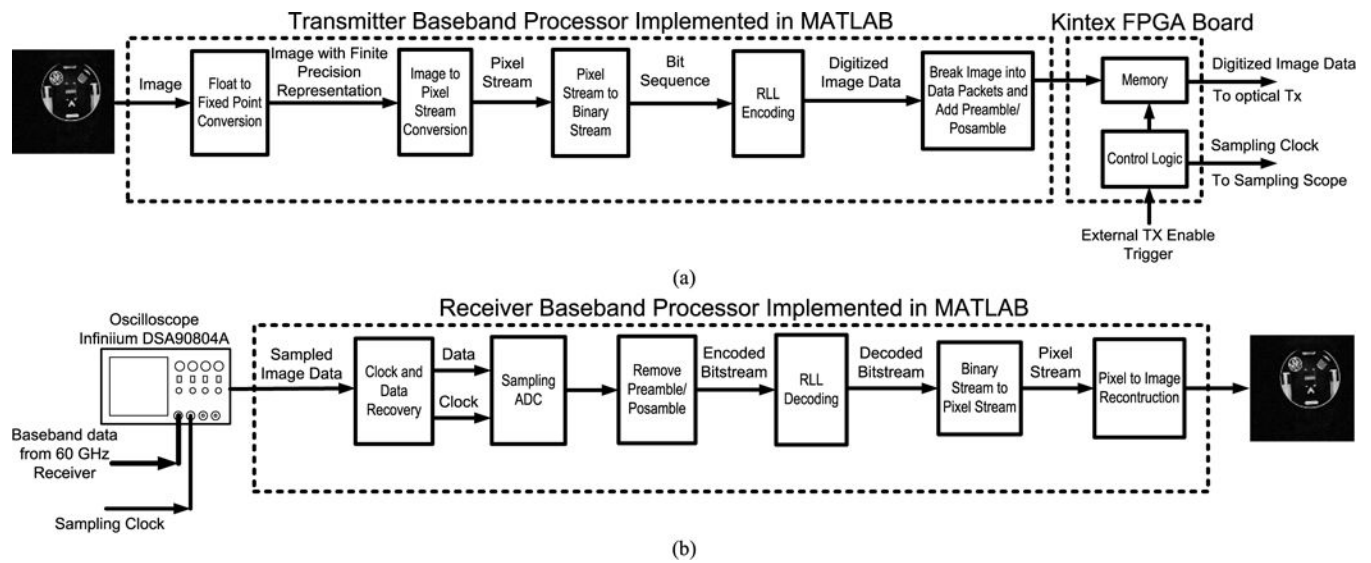 Transmitter Baseband Processor Implemented in MATLAB
Kintex FPGA Board
Image
Float to
Fixed Point
Conversion
Image with Finite
Precision
Representation
Image to
Pixel
Stream
Conversion
Pixel
Stream
Pixel
Stream to
Binary
Stream
Bit
Sequence
RLL
Encoding
Digitized
Image Data
Break Image into
Data Packets and
Add Preamble/
Posamble
Memory
Digitized Image Data
To optical Tx
Control Logic
Sampling Clock
To Sampling Scope
External TX Enable
Trigger
(a)
Receiver Baseband Processor Implemented in MATLAB
Oscilloscope
Infiniium DSA90804A
Sampled
Image Data
Clock and
Data
Recovery
Data
Clock
Sampling
ADC
Remove
Preamble/
Posamble
Encoded
Bitstream
RLL
Decoding
Decoded
Bitstream
Binary
Stream to
Pixel Stream
Pixel
Stream
Pixel to Image
Recontruction
Baseband data
from 60 GHz
Receiver
Sampling Clock
(b)